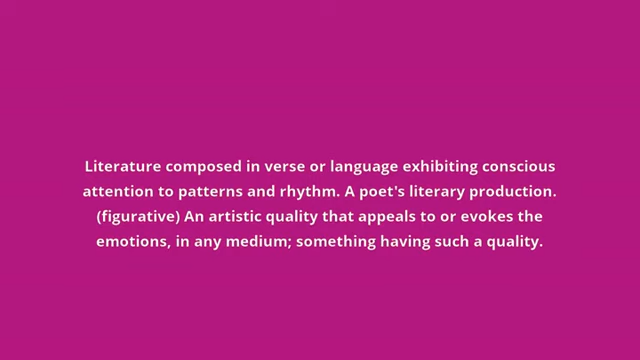 Literature composed in verse or language exhibiting conscious
attention to patterns and rhythm. A poet's literary production.
(figurative) An artistic quality that appeals to or evokes the
emotions, in any medium; something having such a quality.